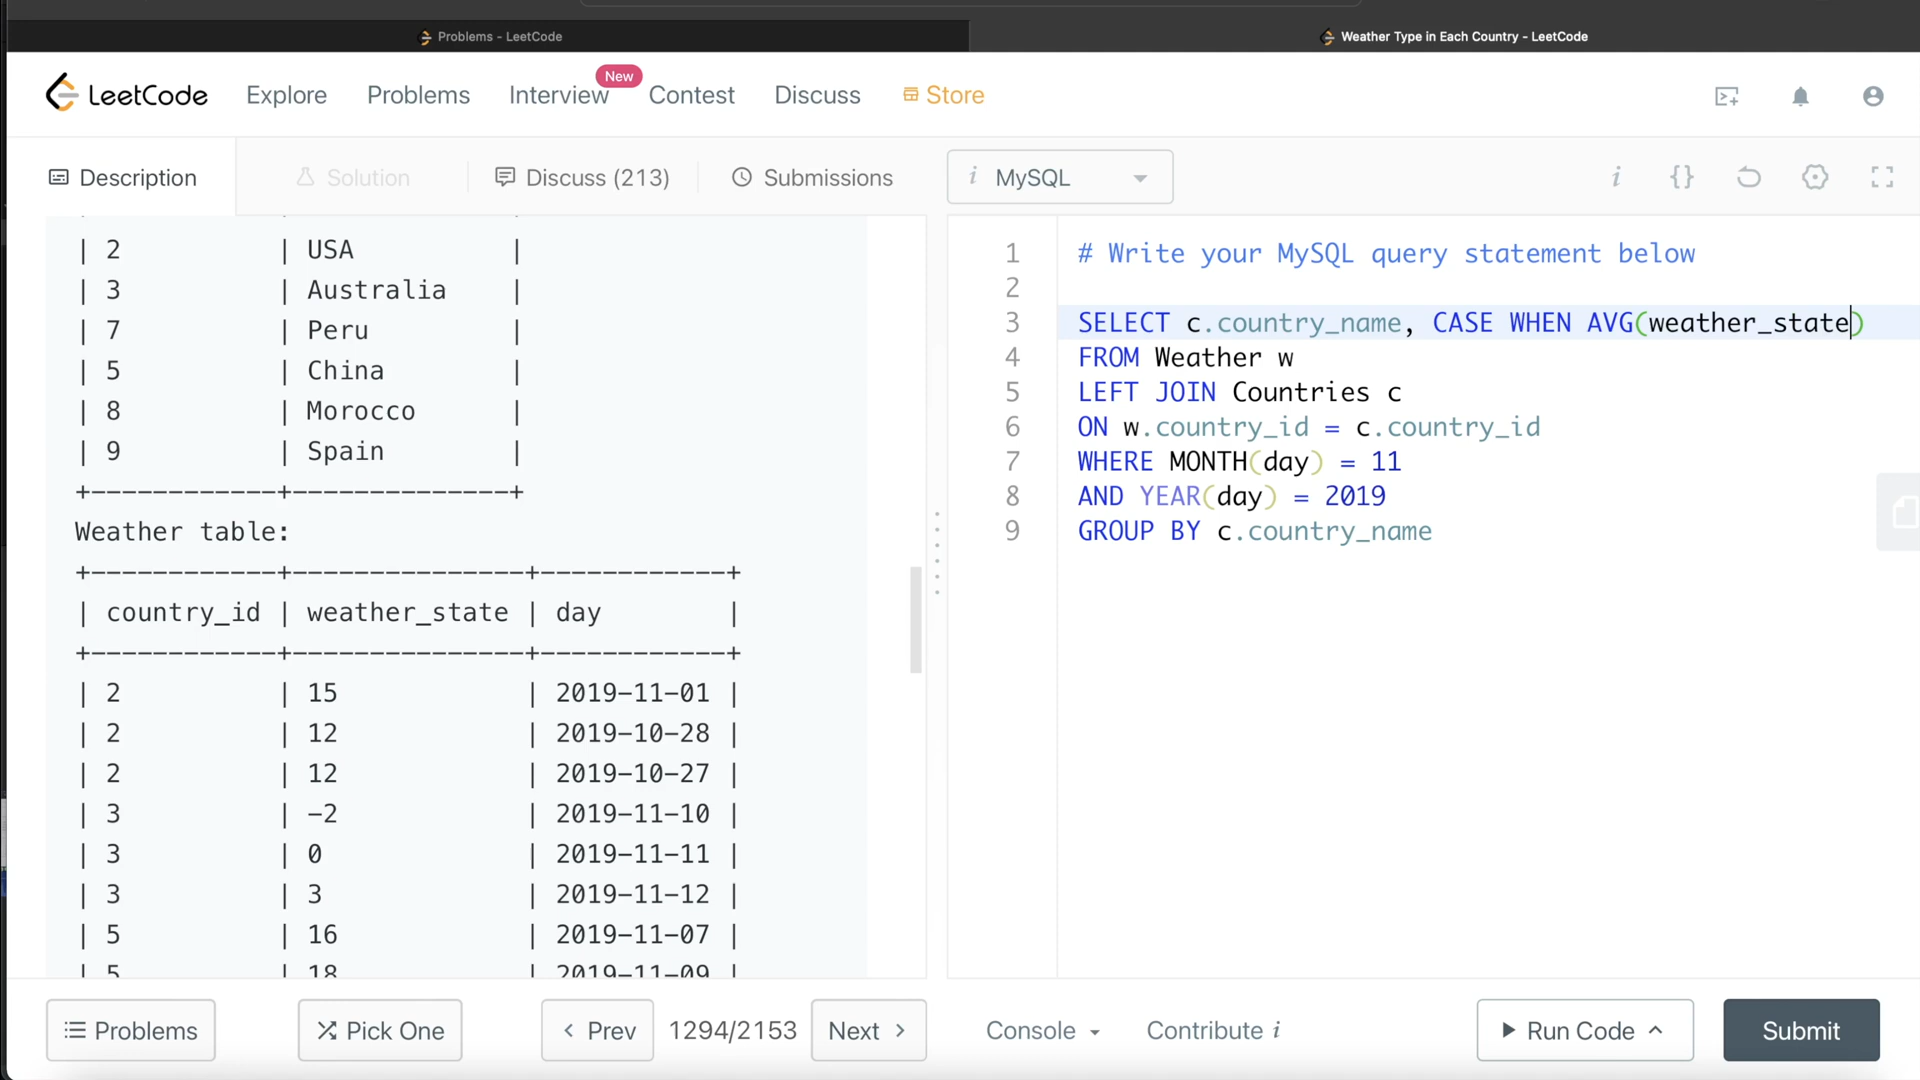 Problems - LeetCode
Weather Type in Each Country - LeetCode
LeetCode Explore Problems Interview New Contest Discuss Store
Description Solution Discuss (213) Submissions
i MySQL i {}
| 2 | USA |
| 3 | Australia |
| 7 | Peru |
| 5 | China |
| 8 | Morocco |
| 9 | Spain |
+------------+--------------+
Weather table:
+------------+---------------+------------+
| country_id | weather_state | day |
+------------+---------------+------------+
| 2 | 15 | 2019-11-01 |
| 2 | 12 | 2019-10-28 |
| 2 | 12 | 2019-10-27 |
| 3 | -2 | 2019-11-10 |
| 3 | 0 | 2019-11-11 |
| 3 | 3 | 2019-11-12 |
| 5 | 16 | 2019-11-07 |
| 5 | 18 | 2019-11-09 |
1 # Write your MySQL query statement below
2
3 SELECT c.country_name, CASE WHEN AVG(weather_state)
4 FROM Weather w
5 LEFT JOIN Countries c
6 ON w.country_id = c.country_id
7 WHERE MONTH(day) = 11
8 AND YEAR(day) = 2019
9 GROUP BY c.country_name
Problems Pick One < Prev 1294/2153 Next > Console Contribute i Run Code Submit